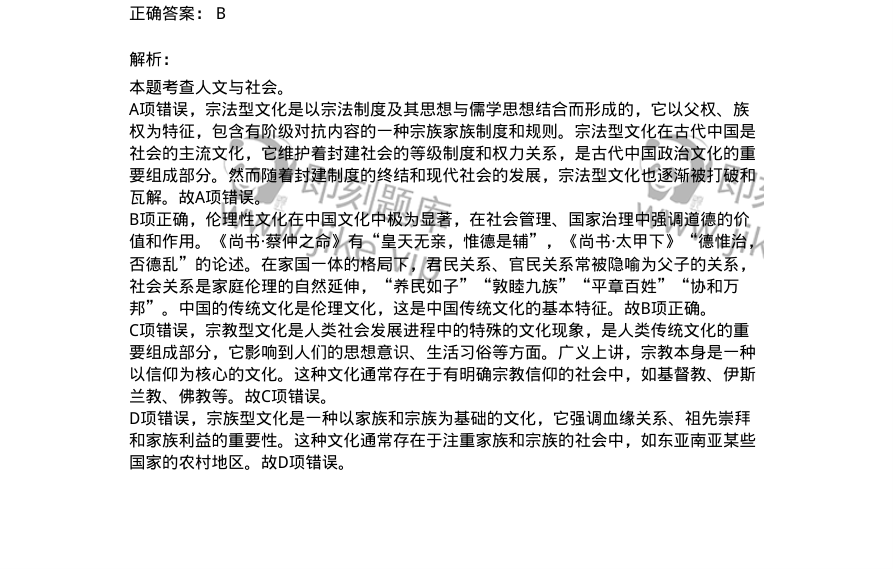 正确答案： B
解析：
本题考查人文与社会。
A项错误，宗法型文化是以宗法制度及其思想与儒学思想结合而形成的，它以父权、族
权为特征，包含有阶级对抗内容的一种宗族家族制度和规则。宗法型文化在古代中国是
社会的主流文化，它维护着封建社会的等级制度和权力关系，是古代中国政治文化的重
要组成部分。然而随着封建制度的终结和现代社会的发展，宗法型文化也逐渐被打破和
瓦解。故A项错误。
B项正确，伦理性文化在中国文化中极为显著，在社会管理、国家治理中强调道德的价
值和作用。《尚书·蔡仲之命》有“皇天无亲，惟德是辅”，《尚书·太甲下》“德惟治，
否德乱”的论述。在家国一体的格局下，君民关系、官民关系常被隐喻为父子的关系，
社会关系是家庭伦理的自然延伸，“养民如子”“敦睦九族”“平章百姓”“协和万
邦”。中国的传统文化是伦理文化，这是中国传统文化的基本特征。故B项正确。
C项错误，宗教型文化是人类社会发展进程中的特殊的文化现象，是人类传统文化的重
要组成部分，它影响到人们的思想意识、生活习俗等方面。广义上讲，宗教本身是一种
以信仰为核心的文化。这种文化通常存在于有明确宗教信仰的社会中，如基督教、伊斯
兰教、佛教等。故C项错误。
D项错误，宗族型文化是一种以家族和宗族为基础的文化，它强调血缘关系、祖先崇拜
和家族利益的重要性。这种文化通常存在于注重家族和宗族的社会中，如东亚南亚某些
国家的农村地区。故D项错误。
即刻题库
www.jike.vip